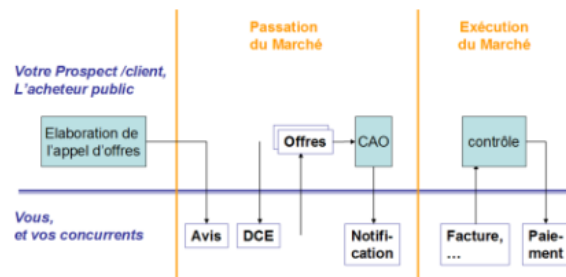 Passation
du Marché
Exécution
du Marché
Votre Prospect /client,
L'acheteur public
Elaboration de
l'appel d'offres
Offres
CAO
contrôle
Vous,
et vos concurrents
Avis
DCE
Notifi-
cation
Facture,
...
Paie-
ment